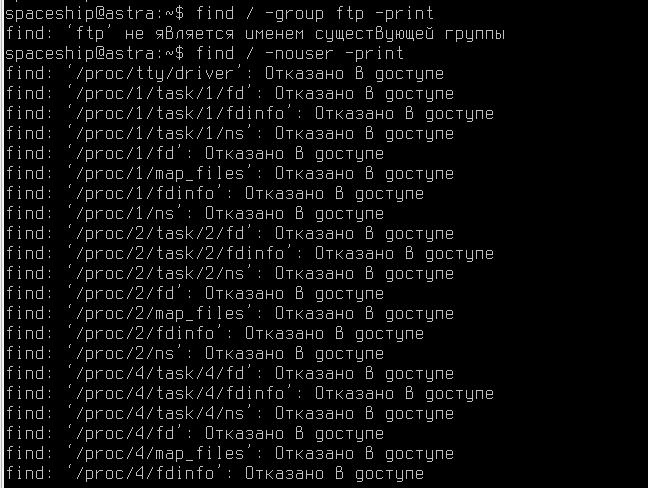 spaceship@astra:~$ find / -group ftp -print
find: ‘ftp’ не является именем существующей группы
spaceship@astra:~$ find / -nouser -print
find: ‘/proc/tty/driver’: Отказано в доступе
find: ‘/proc/1/task/1/fd’: Отказано в доступе
find: ‘/proc/1/task/1/fdinfo’: Отказано в доступе
find: ‘/proc/1/task/1/ns’: Отказано в доступе
find: ‘/proc/1/fd’: Отказано в доступе
find: ‘/proc/1/map_files’: Отказано в доступе
find: ‘/proc/1/fdinfo’: Отказано в доступе
find: ‘/proc/1/ns’: Отказано в доступе
find: ‘/proc/2/task/2/fd’: Отказано в доступе
find: ‘/proc/2/task/2/fdinfo’: Отказано в доступе
find: ‘/proc/2/task/2/ns’: Отказано в доступе
find: ‘/proc/2/fd’: Отказано в доступе
find: ‘/proc/2/map_files’: Отказано в доступе
find: ‘/proc/2/fdinfo’: Отказано в доступе
find: ‘/proc/2/ns’: Отказано в доступе
find: ‘/proc/4/task/4/fd’: Отказано в доступе
find: ‘/proc/4/task/4/fdinfo’: Отказано в доступе
find: ‘/proc/4/task/4/ns’: Отказано в доступе
find: ‘/proc/4/fd’: Отказано в доступе
find: ‘/proc/4/map_files’: Отказано в доступе
find: ‘/proc/4/fdinfo’: Отказано в доступе